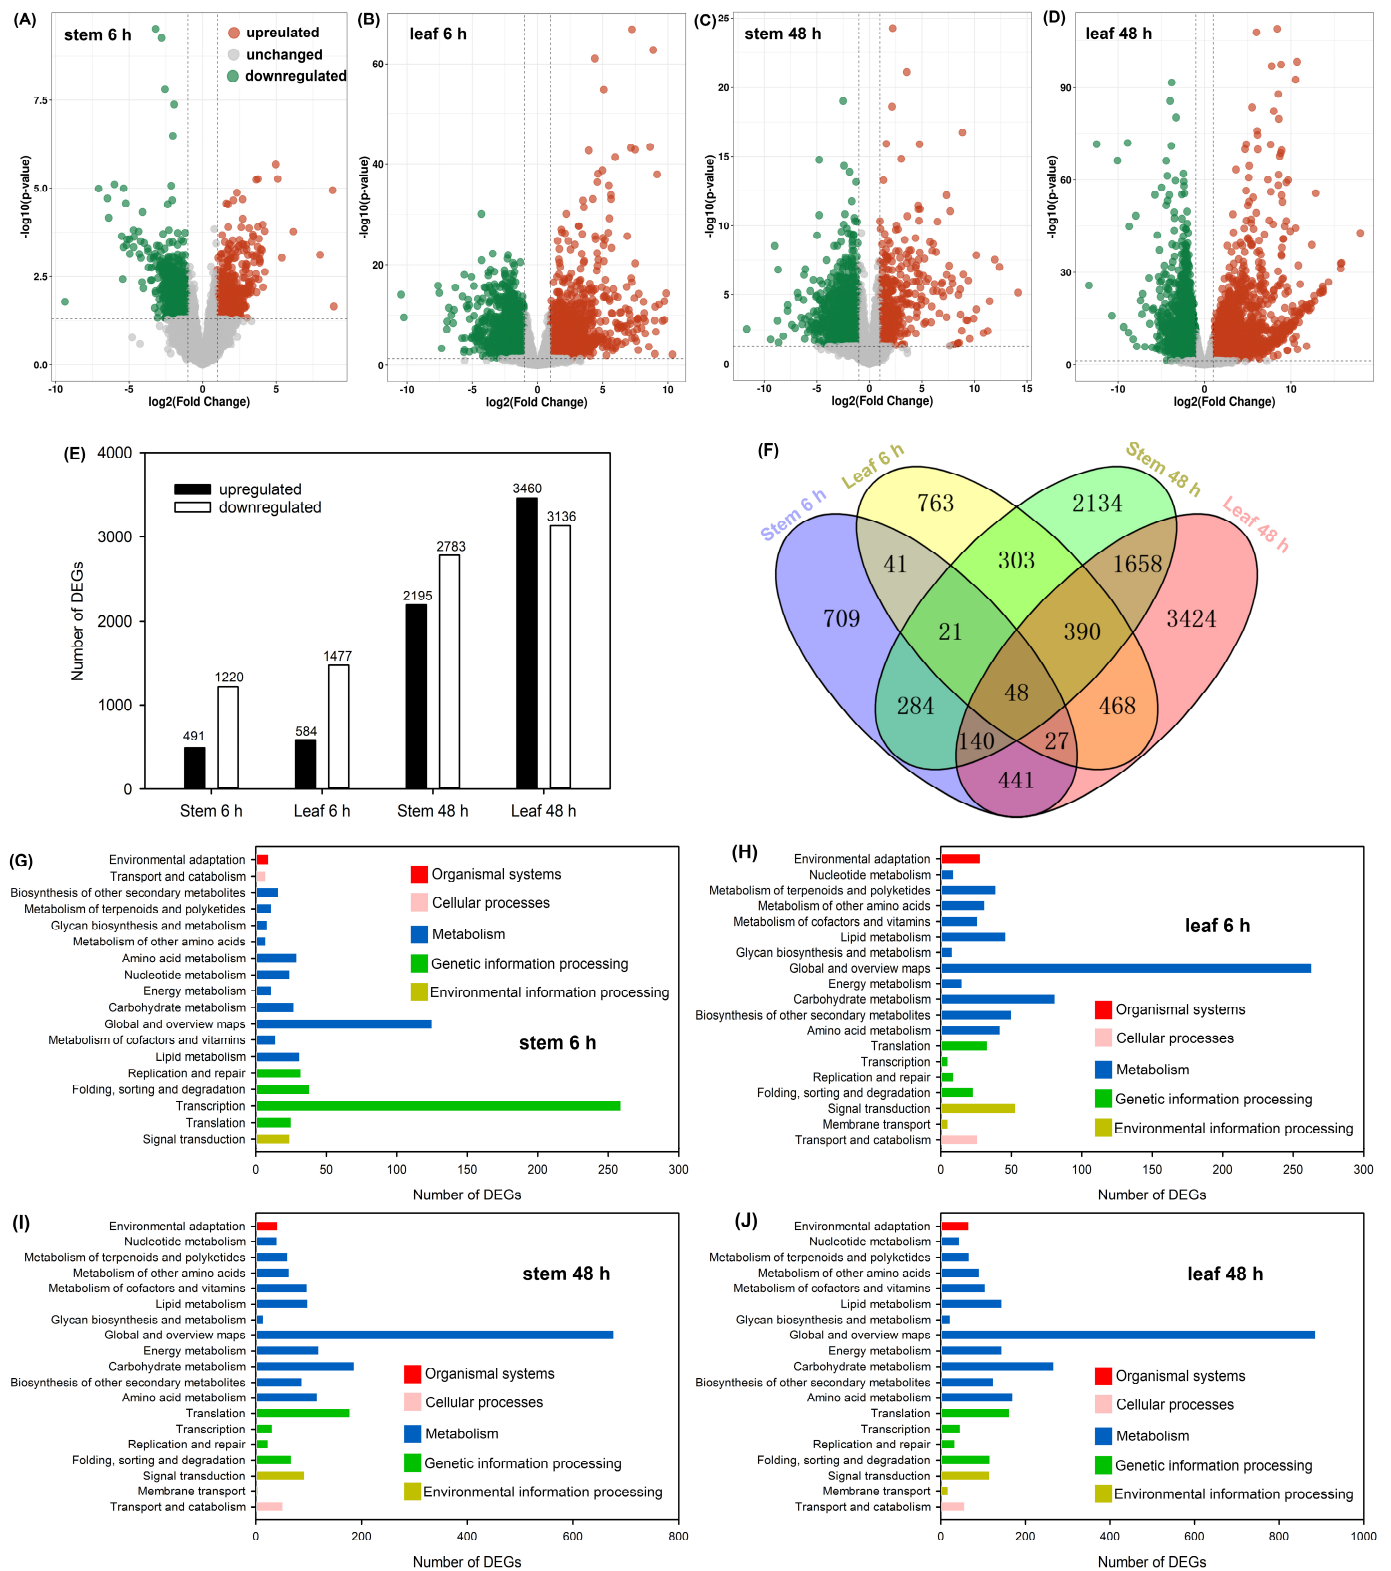 (A)
stem 6 h
upreulated
unchanged
downregulated
-log10(p-value)
7.5
5.0
2.5
0.0
-10
-5
0
5
log2(Fold Change)
(B)
leaf 6 h
-log10(p-value)
60
40
20
0
-10
-5
0
5
10
log2(Fold Change)
(C)
stem 48 h
-log10(p-value)
25
20
15
10
5
0
-10
-5
0
5
10
15
log2(Fold Change)
(D)
leaf 48 h
-log10(p-value)
90
60
30
0
-10
0
10
log2(Fold Change)
(E)
Number of DEGs
4000
3000
2000
1000
0
upregulated
downregulated
491
1220
584
1477
2195
2783
3460
3136
Stem 6 h
Leaf 6 h
Stem 48 h
Leaf 48 h
(F)
Stem 6 h
Leaf 6 h
Stem 48 h
Leaf 48 h
763
2134
41
303
1658
709
21
390
3424
284
48
468
140
27
441
(G)
Environmental adaptation
Transport and catabolism
Biosynthesis of other secondary metabolites
Metabolism of terpenoids and polyketides
Glycan biosynthesis and metabolism
Metabolism of other amino acids
Amino acid metabolism
Nucleotide metabolism
Energy metabolism
Carbohydrate metabolism
Global and overview maps
Metabolism of cofactors and vitamins
Lipid metabolism
Replication and repair
Folding, sorting and degradation
Transcription
Translation
Signal transduction
Organismal systems
Cellular processes
Metabolism
Genetic information processing
Environmental information processing
stem 6 h
0
50
100
150
200
250
300
Number of DEGs
(H)
Environmental adaptation
Nucleotide metabolism
Metabolism of terpenoids and polyketides
Metabolism of other amino acids
Metabolism of cofactors and vitamins
Lipid metabolism
Glycan biosynthesis and metabolism
Global and overview maps
Energy metabolism
Carbohydrate metabolism
Biosynthesis of other secondary metabolites
Amino acid metabolism
Translation
Transcription
Replication and repair
Folding, sorting and degradation
Signal transduction
Membrane transport
Transport and catabolism
leaf 6 h
Organismal systems
Cellular processes
Metabolism
Genetic information processing
Environmental information processing
0
50
100
150
200
250
300
Number of DEGs
(I)
Environmental adaptation
Nucleotide metabolism
Metabolism of terpenoids and polyketides
Metabolism of other amino acids
Metabolism of cofactors and vitamins
Lipid metabolism
Glycan biosynthesis and metabolism
Global and overview maps
Energy metabolism
Carbohydrate metabolism
Biosynthesis of other secondary metabolites
Amino acid metabolism
Translation
Transcription
Replication and repair
Folding, sorting and degradation
Signal transduction
Membrane transport
Transport and catabolism
stem 48 h
Organismal systems
Cellular processes
Metabolism
Genetic information processing
Environmental information processing
0
200
400
600
800
Number of DEGs
(J)
Environmental adaptation
Nucleotide metabolism
Metabolism of terpenoids and polyketides
Metabolism of other amino acids
Metabolism of cofactors and vitamins
Lipid metabolism
Glycan biosynthesis and metabolism
Global and overview maps
Energy metabolism
Carbohydrate metabolism
Biosynthesis of other secondary metabolites
Amino acid metabolism
Translation
Transcription
Replication and repair
Folding, sorting and degradation
Signal transduction
Membrane transport
Transport and catabolism
leaf 48 h
Organismal systems
Cellular processes
Metabolism
Genetic information processing
Environmental information processing
0
200
400
600
800
1000
Number of DEGs